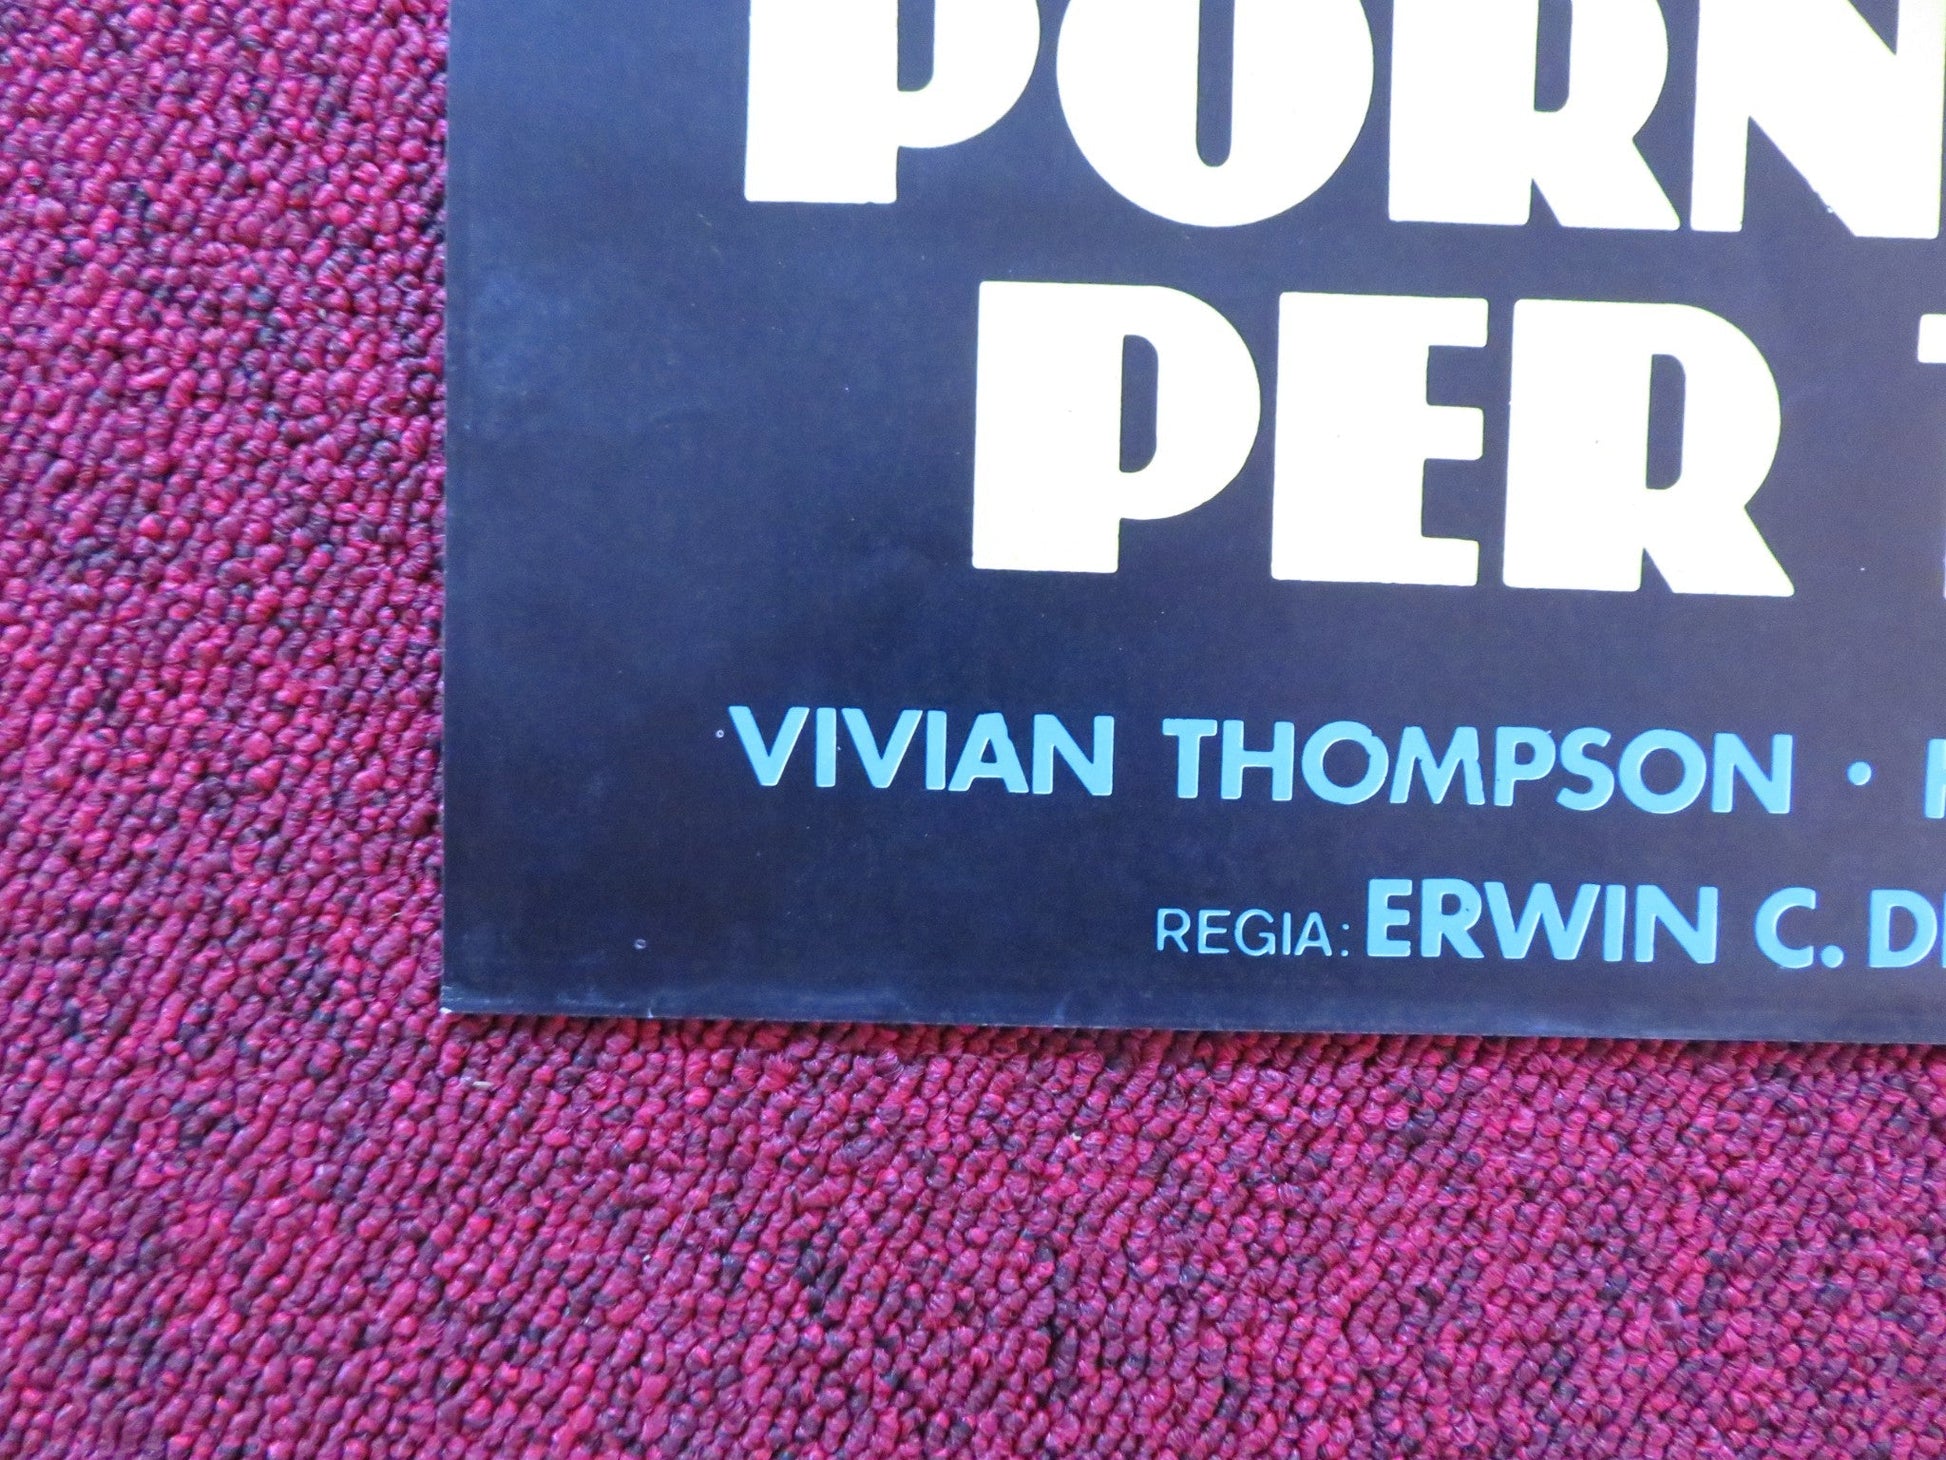 PORN
PER
VIVIAN THOMPSON ·
REGIA: ERWIN C. D